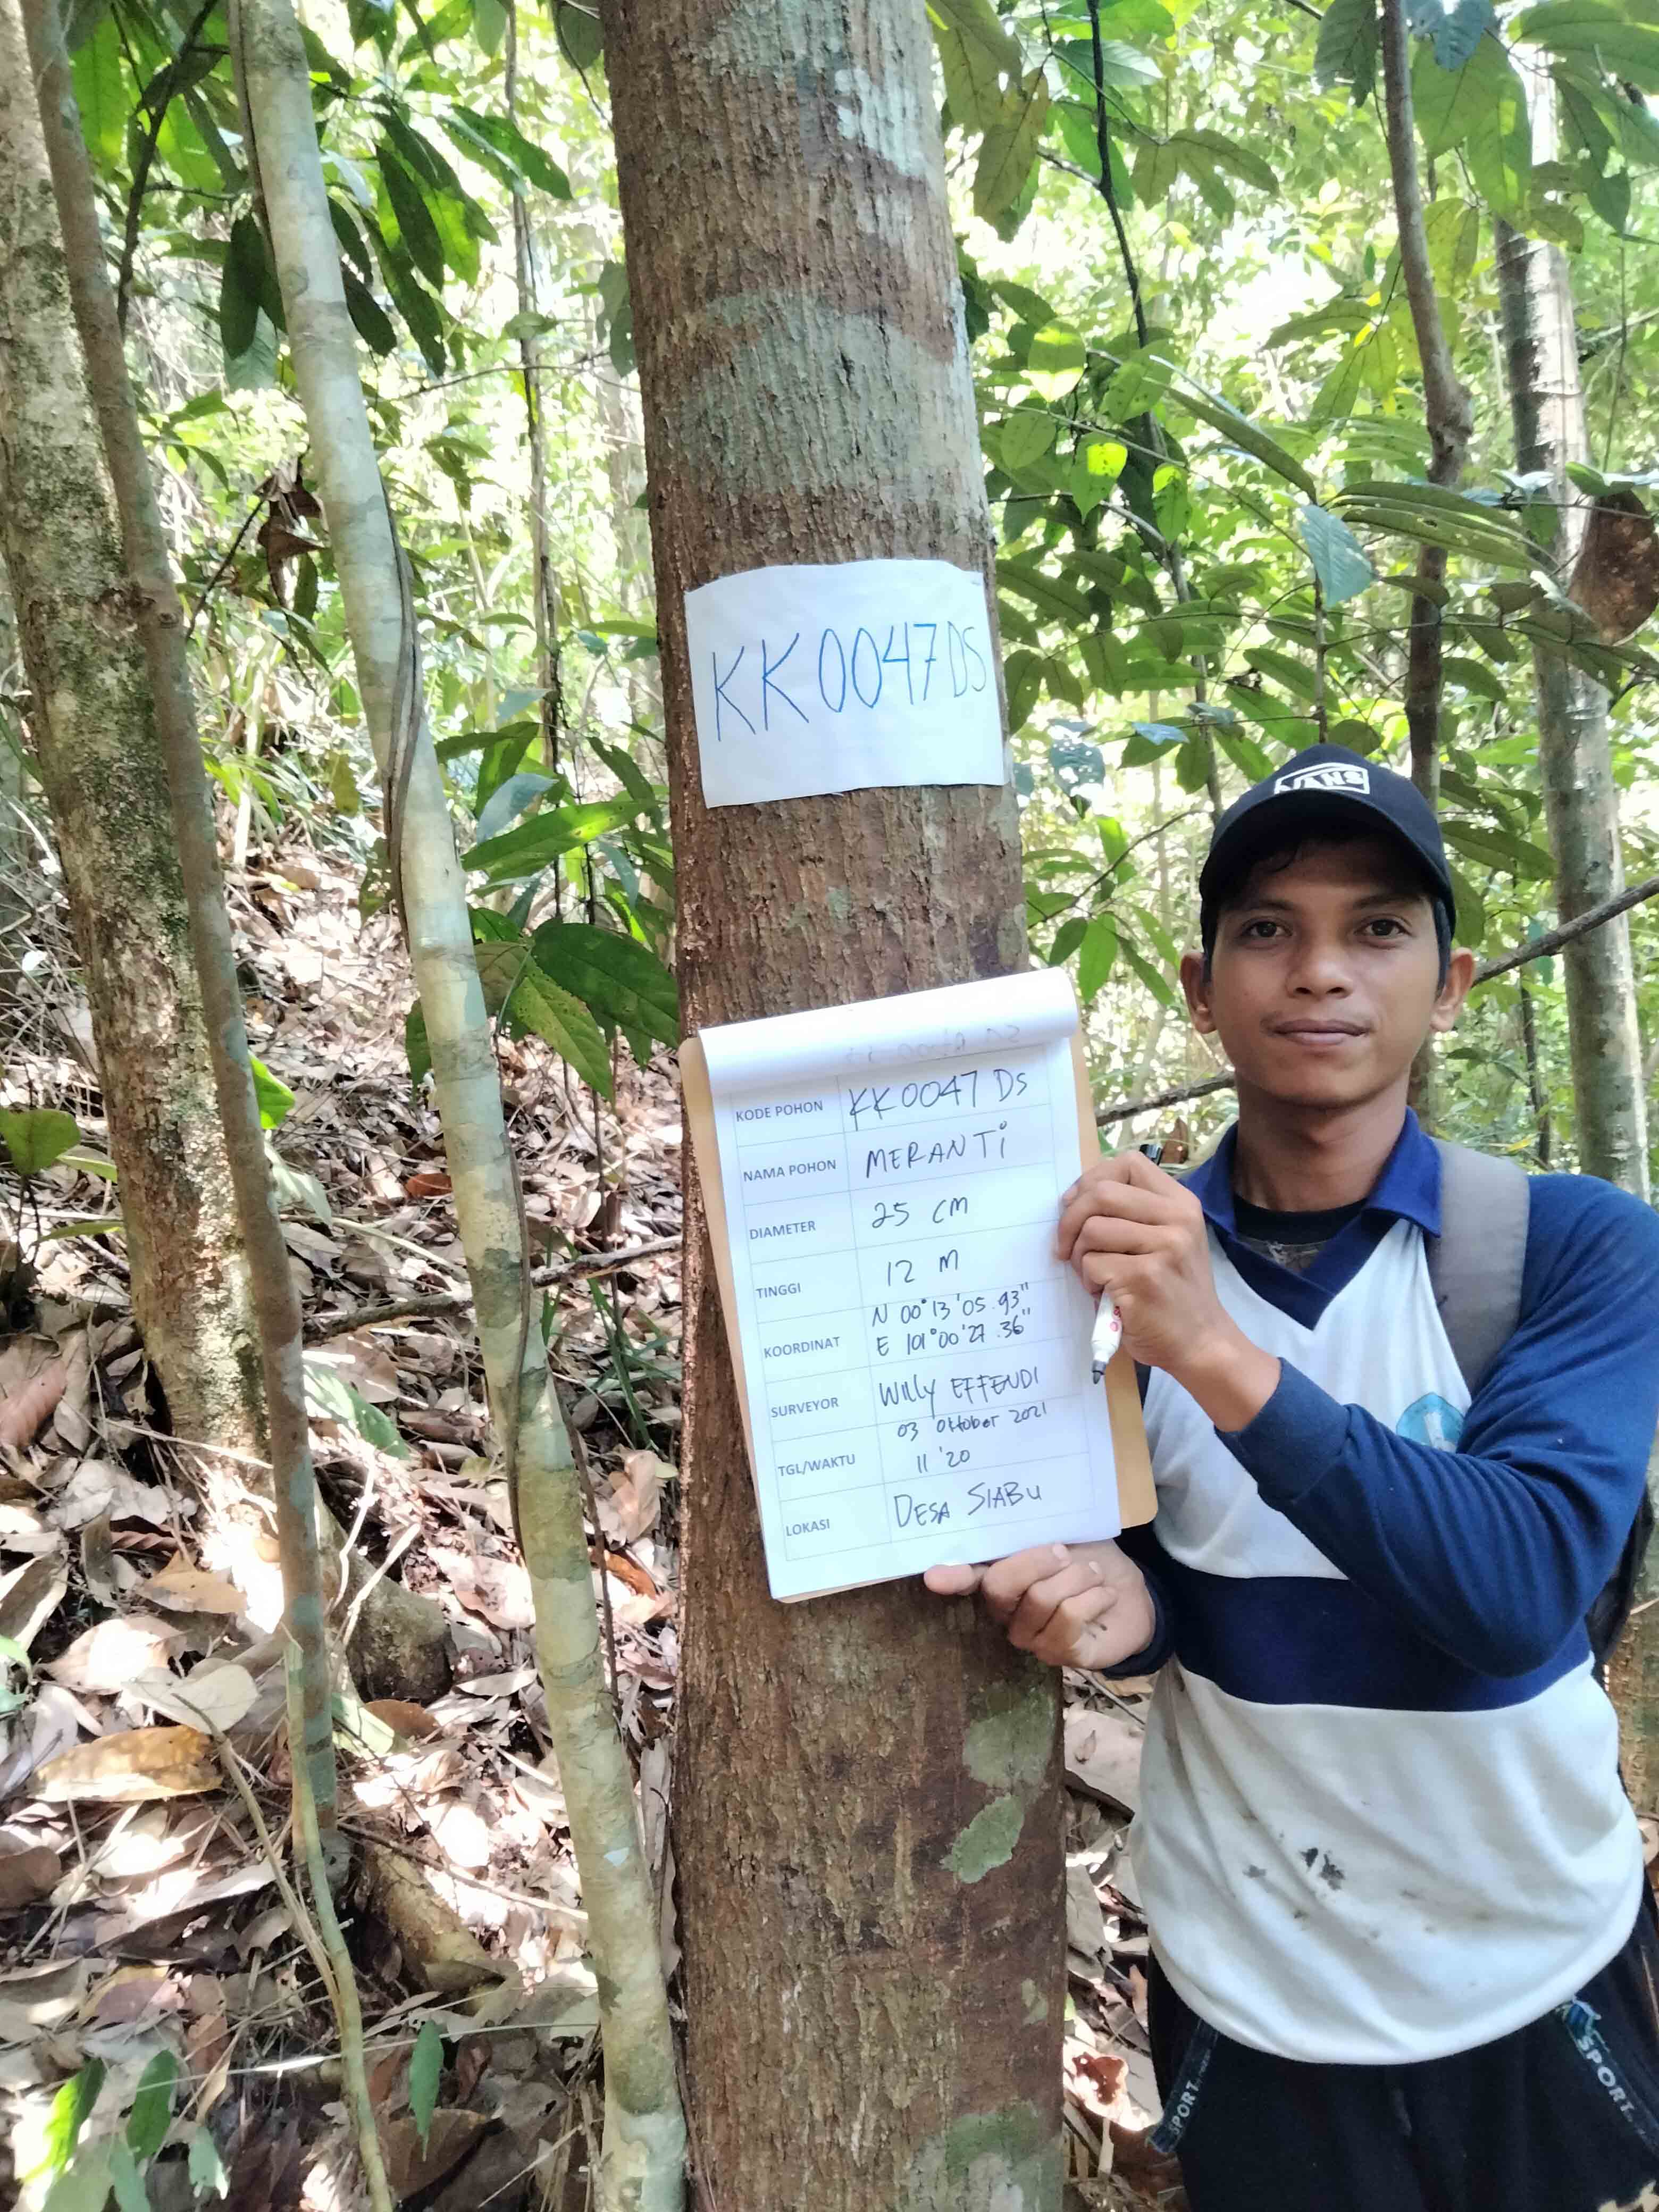 KK0047DS
VANS
KODE POHON KK0047 DS
NAMA POHON MERANTi
DIAMETER 25 CM
TINGGI 12 M
KOORDINAT N 00°13'05.93"
E 101°00'27.36"
SURVEYOR Willy EFFENDI
TGL/WAKTU 03 Oktober 2021
11'20
LOKASI DESA SIABU
SPORT
SPORT